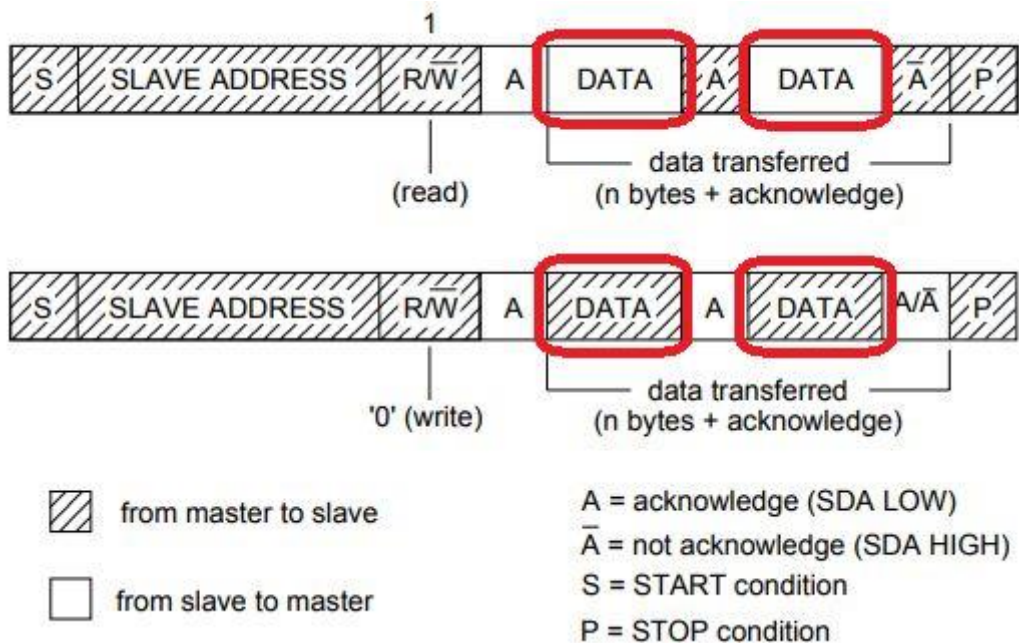 1
S SLAVE ADDRESS R/W̅ A DATA A DATA A̅ P
data transferred
(read) (n bytes + acknowledge)
S SLAVE ADDRESS R/W̅ A DATA A DATA A/A̅ P
data transferred
'0' (write) (n bytes + acknowledge)
from master to slave
from slave to master
A = acknowledge (SDA LOW)
A̅ = not acknowledge (SDA HIGH)
S = START condition
P = STOP condition